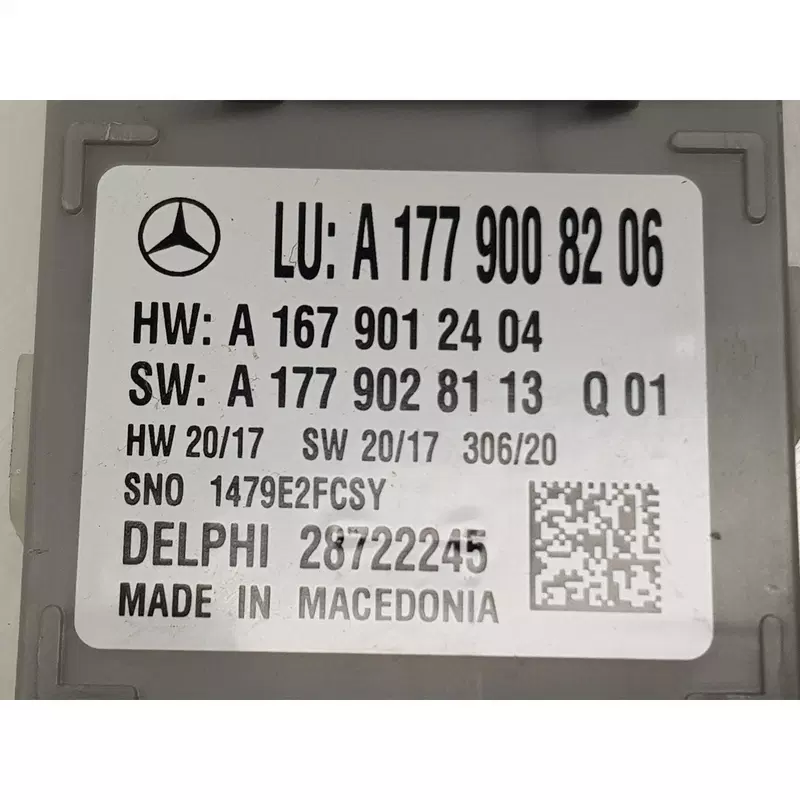 LU: A 177 900 82 06
HW: A 167 901 24 04
SW: A 177 902 81 13 Q 01
HW 20/17 SW 20/17 306/20
SNO 1479E2FCSY
DELPHI 28722245
MADE IN MACEDONIA